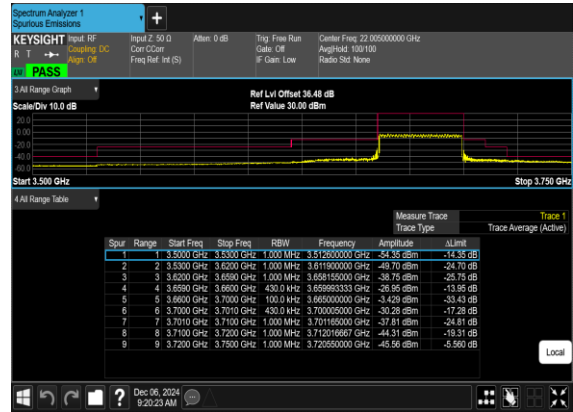 Spectrum Analyzer 1
Spurious Emissions
+
KEYSIGHT Input: RF Input Z: 50 Ω Atten: 0 dB Trig: Free Run Center Freq: 22.005000000 GHz
R T Coupling: DC Corr CCorr Gate: Off Avg|Hold: 100/100
Align: Off Freq Ref: Int (S) IF Gain: Low Radio Std: None
LXI PASS
3 All Range Graph
Ref Lvl Offset 36.48 dB
Scale/Div 10.0 dB Ref Value 30.00 dBm
20.0
0.00
-20.0
-40.0
-60.0
Start 3.500 GHz Stop 3.750 GHz
4 All Range Table
Measure Trace Trace 1
Trace Type Trace Average (Active)
Spur Range Start Freq Stop Freq RBW Frequency Amplitude ΔLimit
1 1 3.5000 GHz 3.5300 GHz 1.000 MHz 3.512600000 GHz -54.35 dBm -14.35 dB
2 2 3.5300 GHz 3.6200 GHz 1.000 MHz 3.611900000 GHz -49.70 dBm -24.70 dB
3 3 3.6200 GHz 3.6590 GHz 1.000 MHz 3.658155000 GHz -38.75 dBm -25.75 dB
4 4 3.6590 GHz 3.6600 GHz 430.0 kHz 3.659993333 GHz -26.95 dBm -13.95 dB
5 5 3.6600 GHz 3.7000 GHz 100.0 kHz 3.665000000 GHz -3.429 dBm -33.43 dB
6 6 3.7000 GHz 3.7010 GHz 430.0 kHz 3.700005000 GHz -30.28 dBm -17.28 dB
7 7 3.7010 GHz 3.7100 GHz 1.000 MHz 3.701165000 GHz -37.81 dBm -24.81 dB
8 8 3.7100 GHz 3.7200 GHz 1.000 MHz 3.712016667 GHz -44.31 dBm -19.31 dB
9 9 3.7200 GHz 3.7500 GHz 1.000 MHz 3.720550000 GHz -45.56 dBm -5.560 dB
Local
? Dec 06, 2024
9:20:23 AM